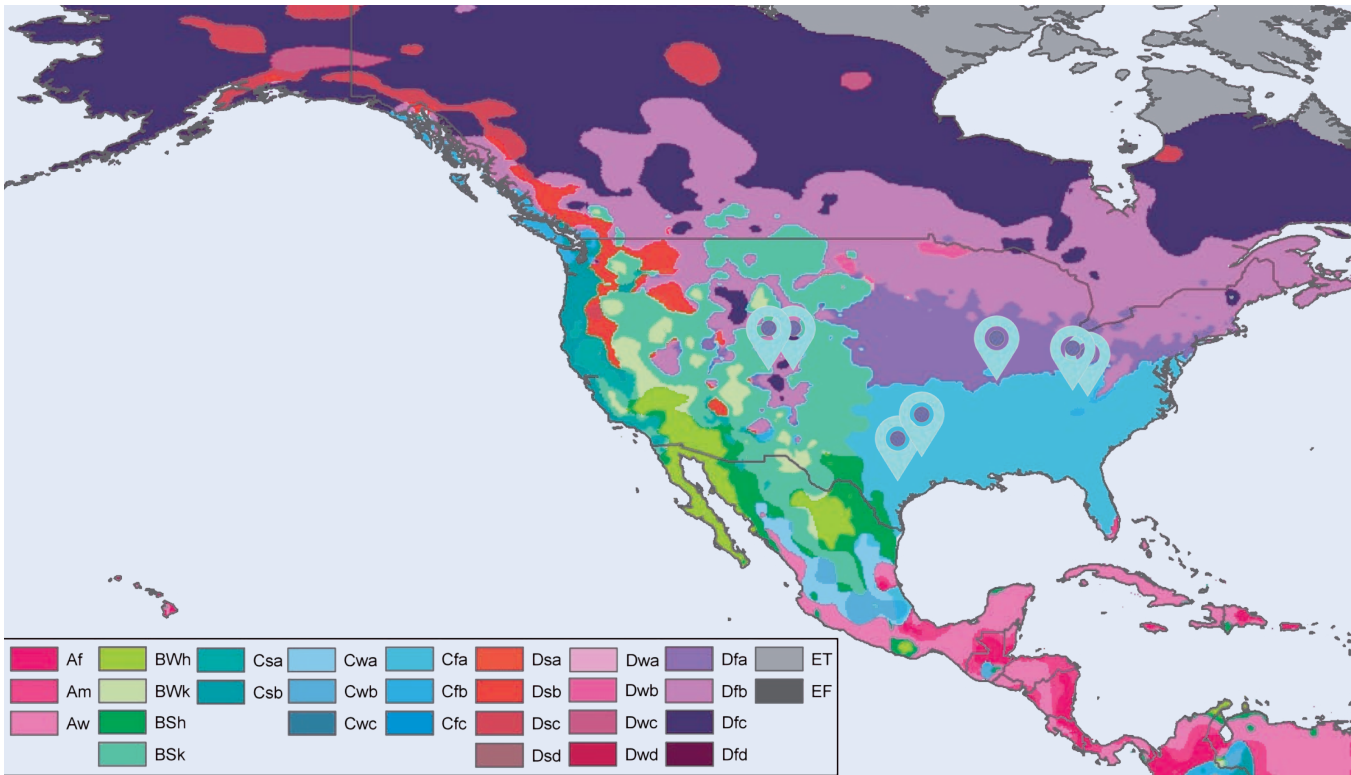 Af BWh Csa Cwa Cfa Dsa Dwa Dfa ET
Am BWk Csb Cwb Cfb Dsb Dwb Dfb EF
Aw BSh Cwc Cfc Dsc Dwc Dfc
BSk Dsd Dwd Dfd